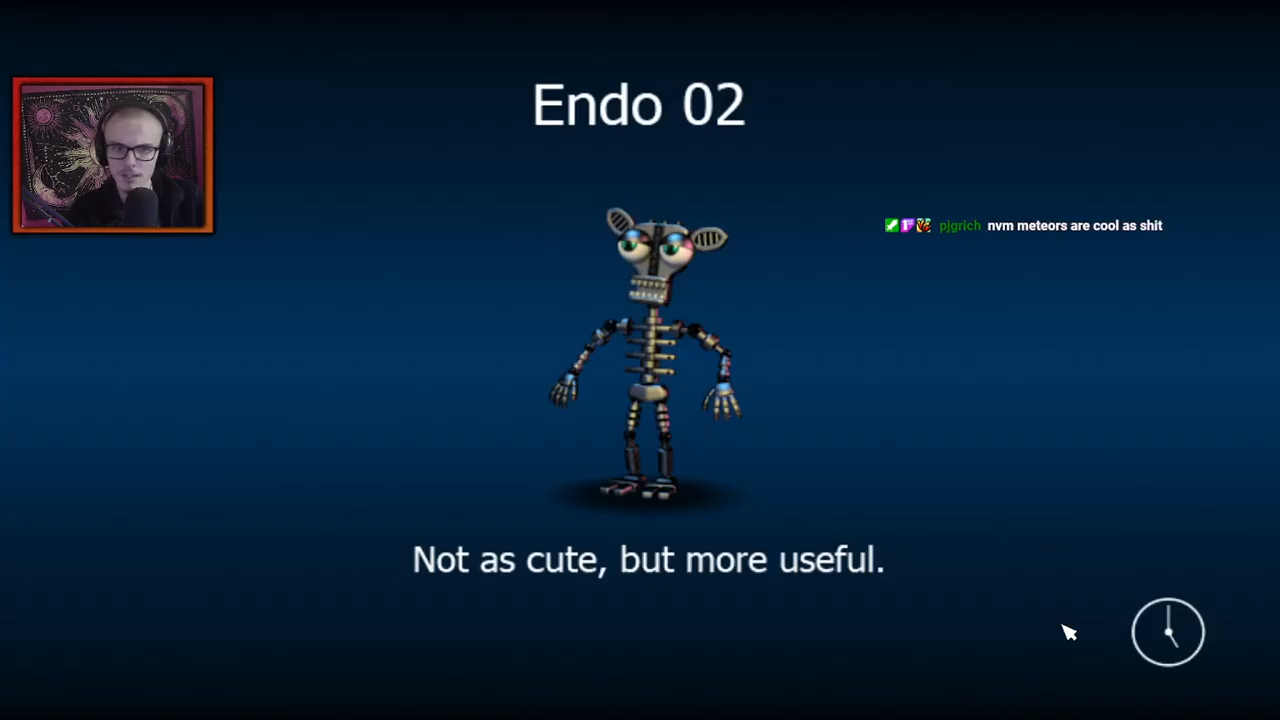 Endo 02
pjgrich nvm meteors are cool as shit
Not as cute, but more useful.